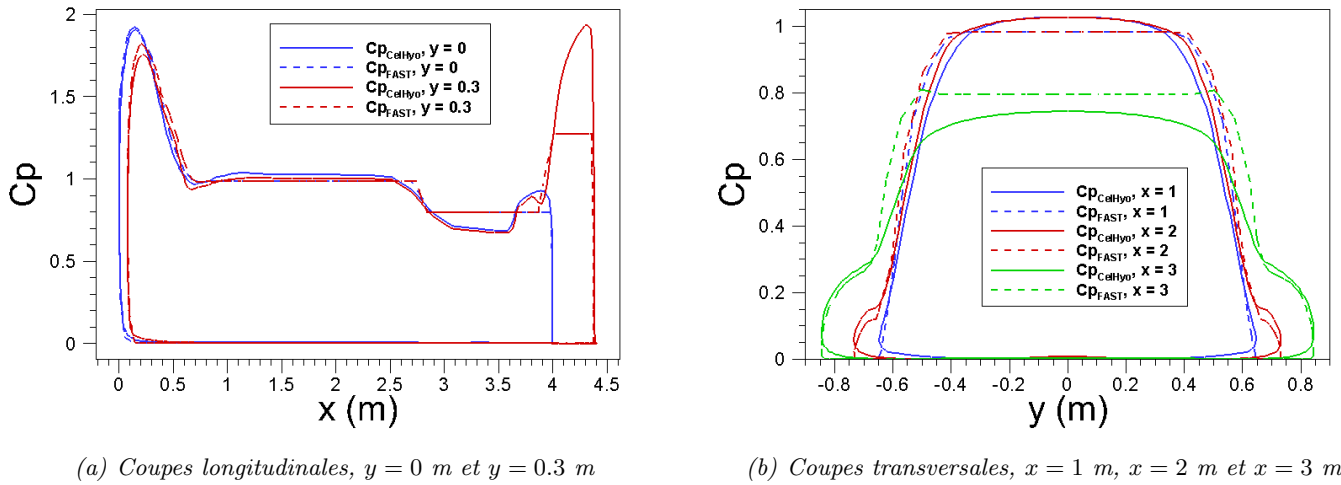 2
1.5
1
0.5
0
Cp
0 0.5 1 1.5 2 2.5 3 3.5 4 4.5
x (m)
Cp_CelHyo, y = 0
Cp_FAST, y = 0
Cp_CelHyo, y = 0.3
Cp_FAST, y = 0.3
(a) Coupes longitudinales, y = 0 m et y = 0.3 m
1
0.8
0.6
0.4
0.2
0
Cp
-0.8 -0.6 -0.4 -0.2 0 0.2 0.4 0.6 0.8
y (m)
Cp_CelHyo, x = 1
Cp_FAST, x = 1
Cp_CelHyo, x = 2
Cp_FAST, x = 2
Cp_CelHyo, x = 3
Cp_FAST, x = 3
(b) Coupes transversales, x = 1 m, x = 2 m et x = 3 m